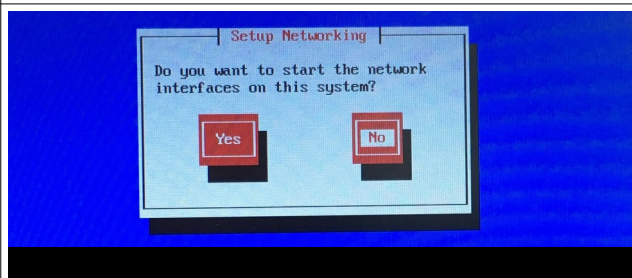 Setup Networking
Do you want to start the network
interfaces on this system?
Yes No